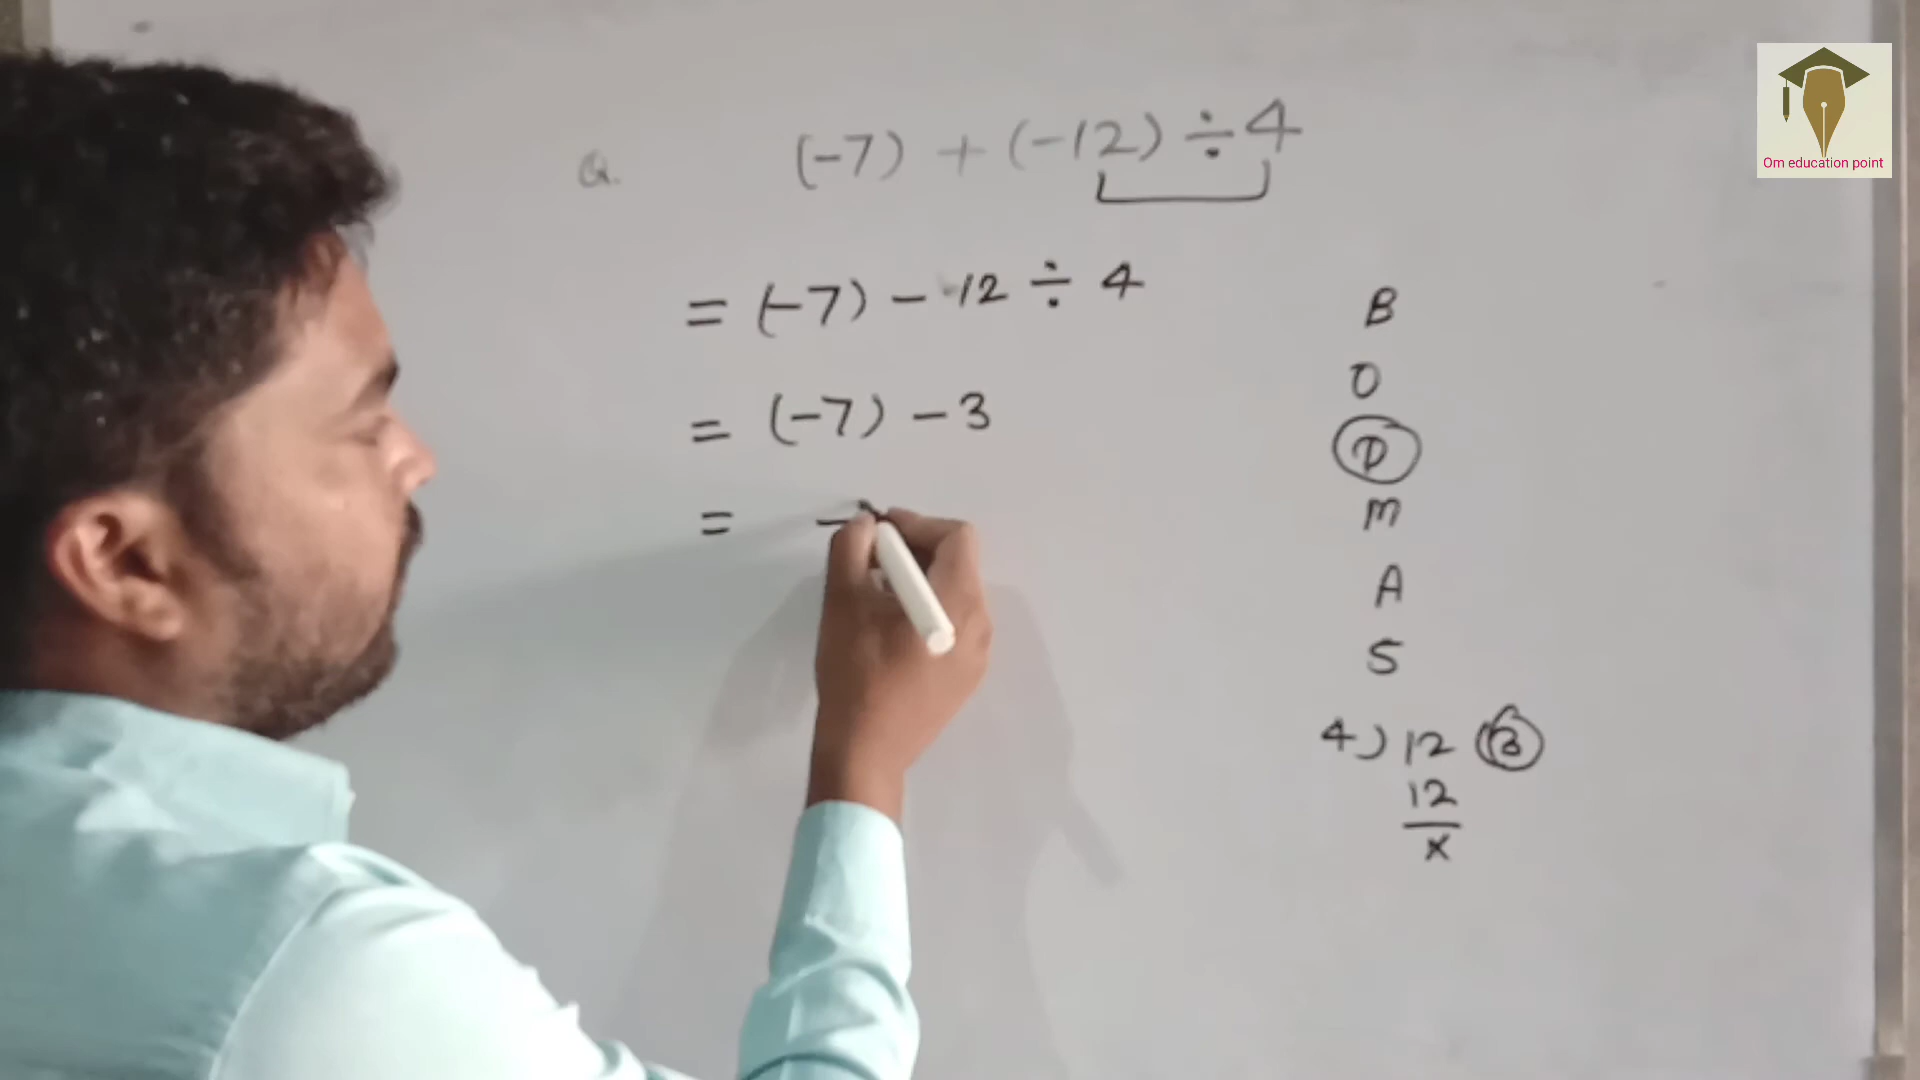 Q. (-7) + (-12) ÷ 4
= (-7) - 12 ÷ 4
= (-7) - 3
= -
B
O
D
M
A
S
4) 12 (3
12
x
Om education point